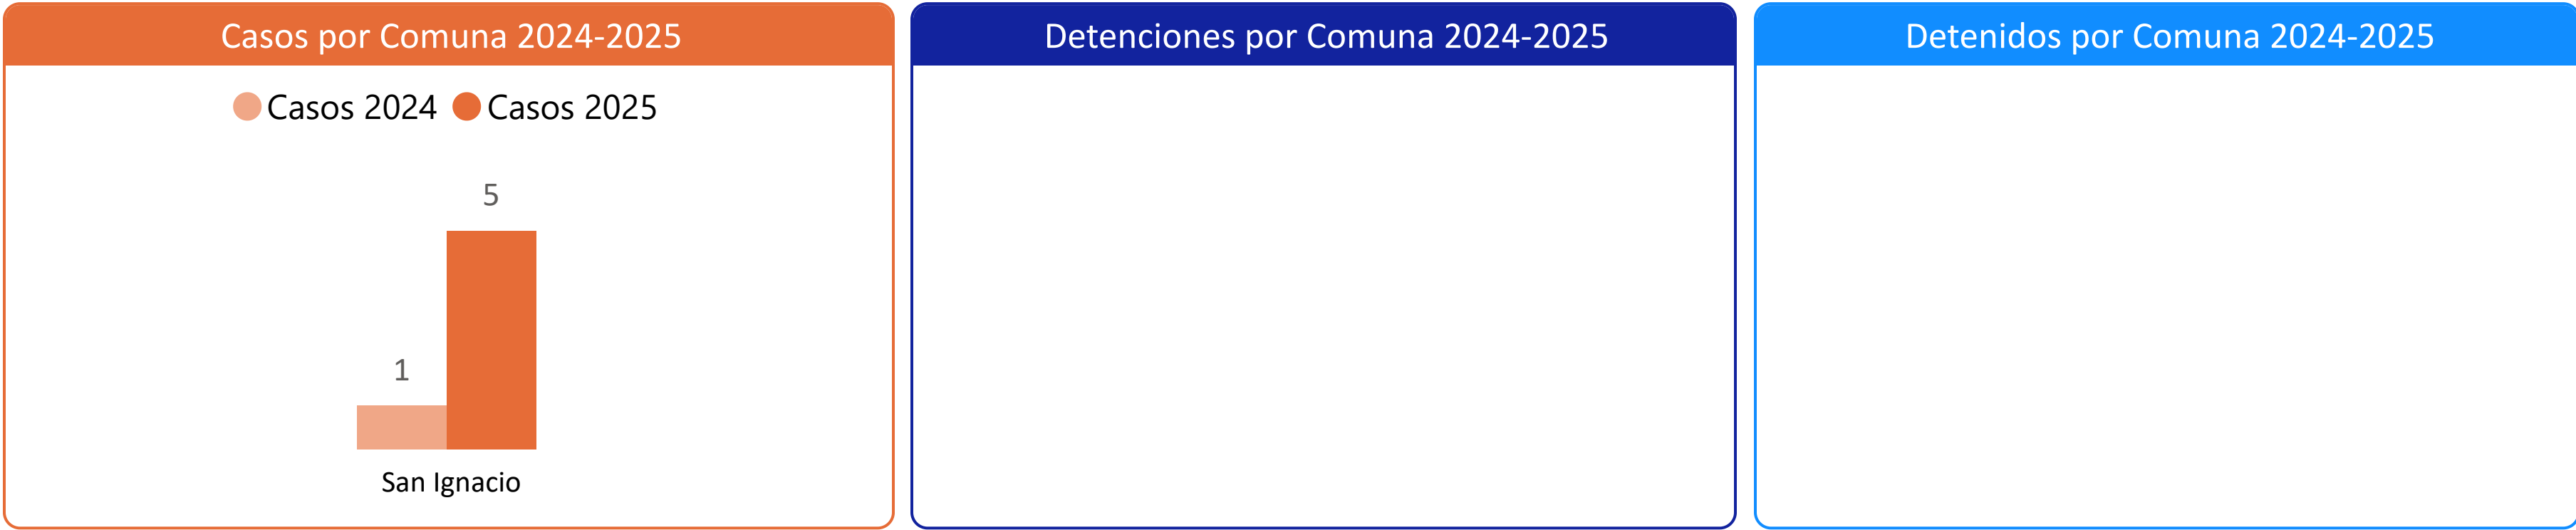 Casos por Comuna 2024-2025
Casos 2024 Casos 2025
5
1
San Ignacio
Detenciones por Comuna 2024-2025
Detenidos por Comuna 2024-2025